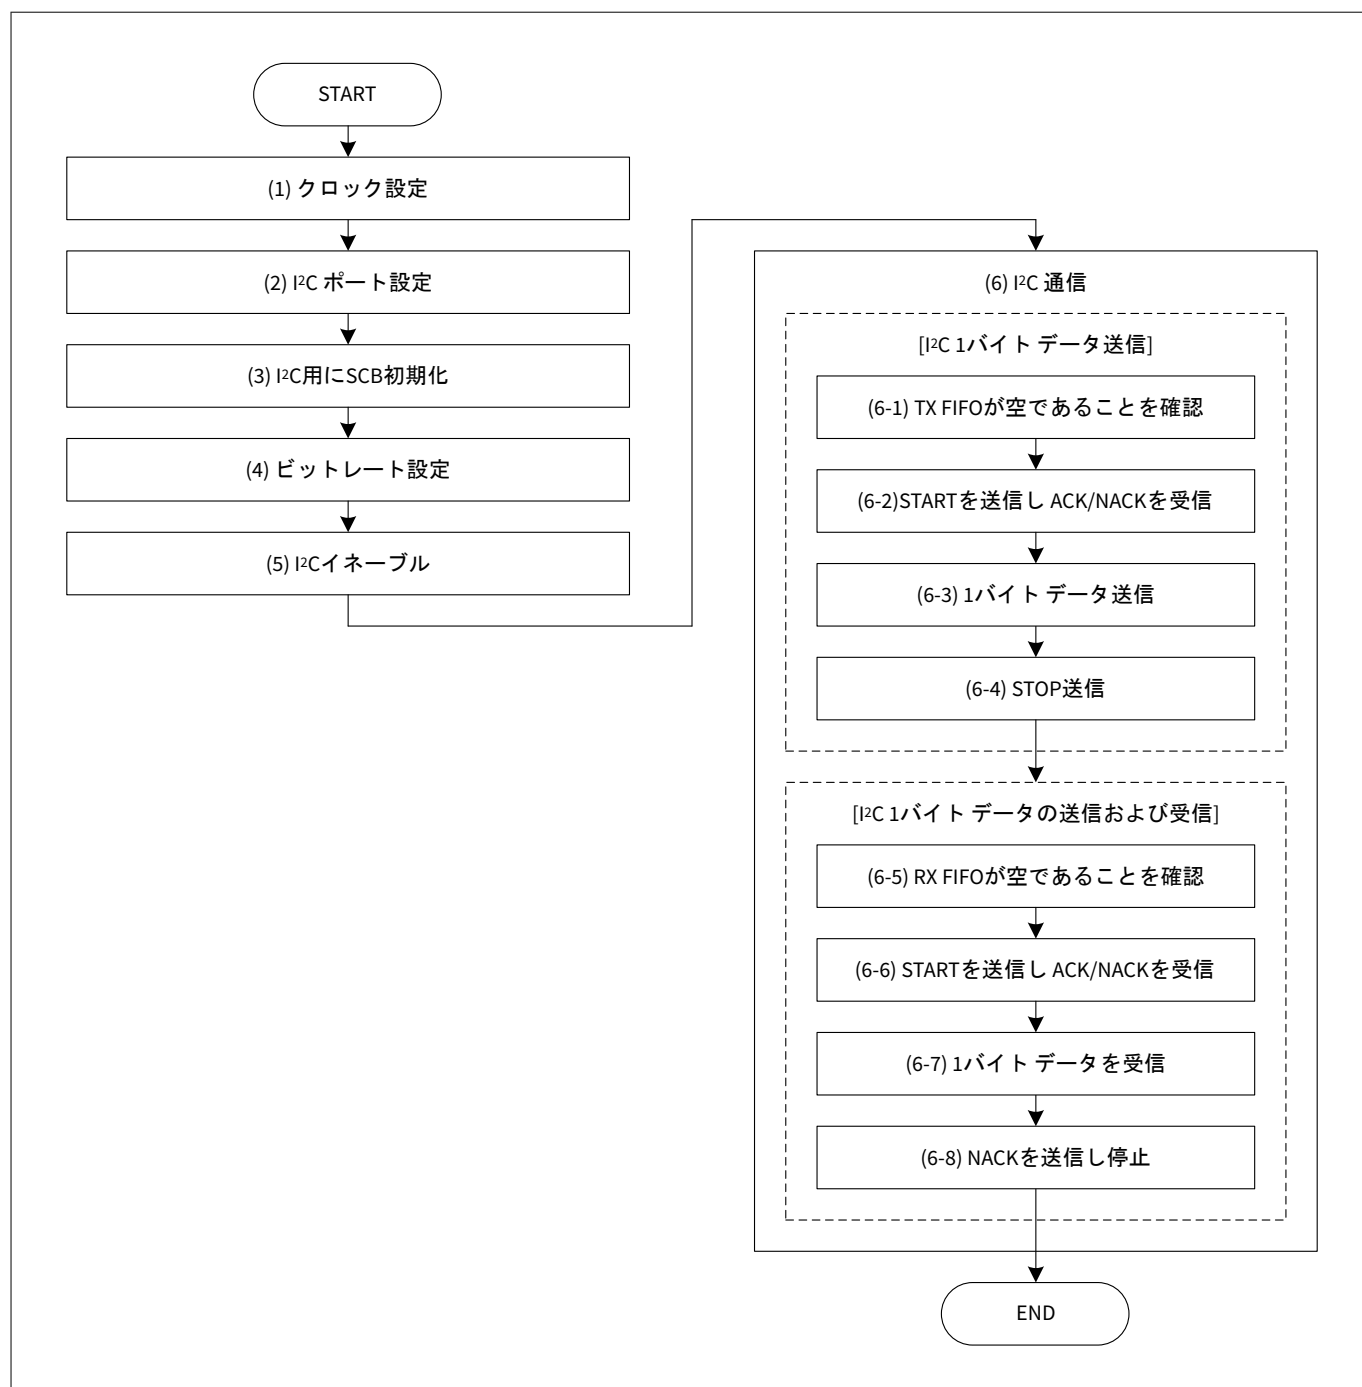 START
(1) クロック設定
(2) I²C ポート設定
(3) I²C用にSCB初期化
(4) ビットレート設定
(5) I²Cイネーブル
(6) I²C 通信
[I²C 1バイト データ送信]
(6-1) TX FIFOが空であることを確認
(6-2)STARTを送信し ACK/NACKを受信
(6-3) 1バイト データ送信
(6-4) STOP送信
[I²C 1バイト データの送信および受信]
(6-5) RX FIFOが空であることを確認
(6-6) STARTを送信し ACK/NACKを受信
(6-7) 1バイト データを受信
(6-8) NACKを送信し停止
END